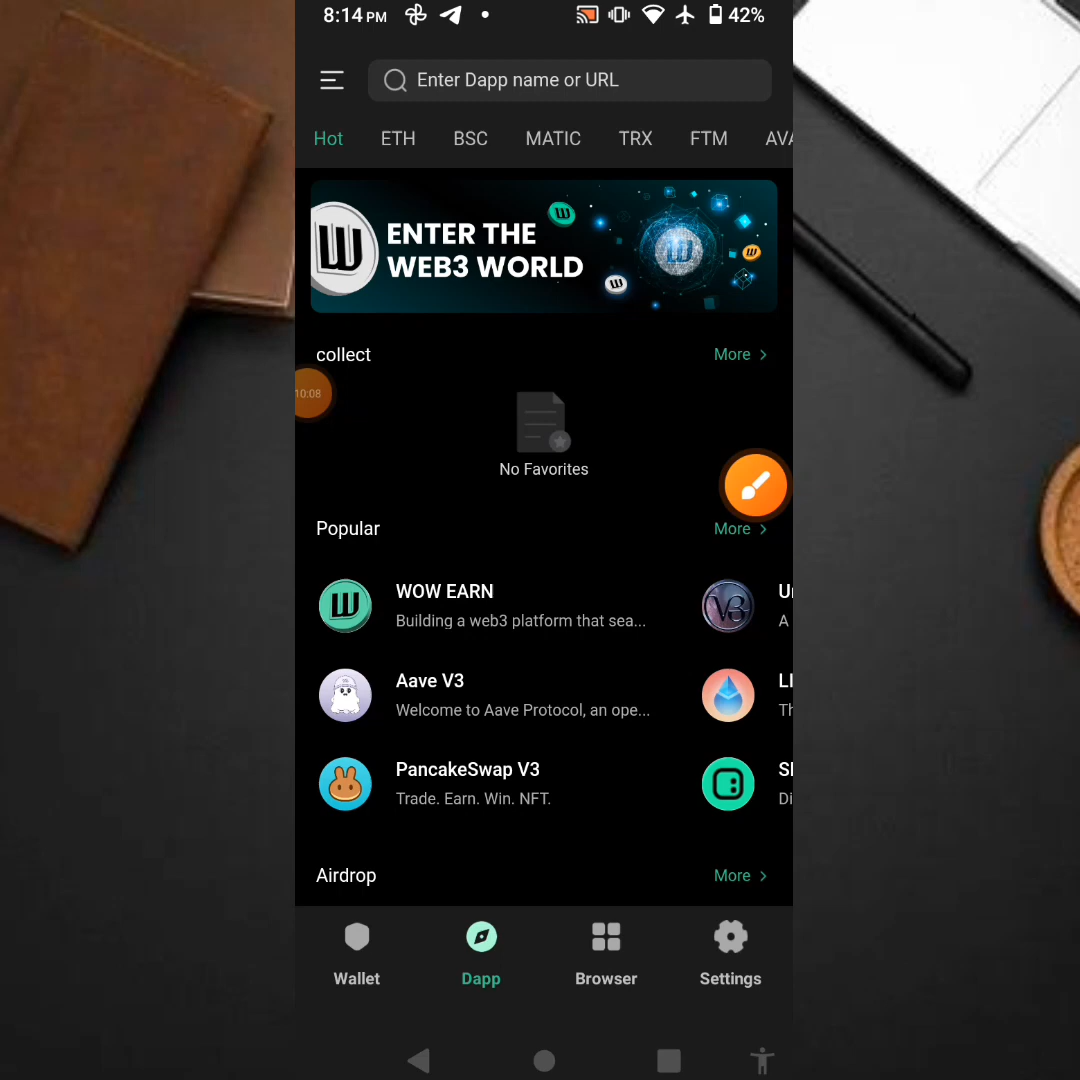 8:14 PM
42%
Enter Dapp name or URL
Hot ETH BSC MATIC TRX FTM AVA
ENTER THE
WEB3 WORLD
collect More >
10:08
No Favorites
Popular More >
WOW EARN
Building a web3 platform that sea...
Aave V3
Welcome to Aave Protocol, an ope...
A
PancakeSwap V3
Trade. Earn. Win. NFT.
Airdrop More >
Wallet Dapp Browser Settings